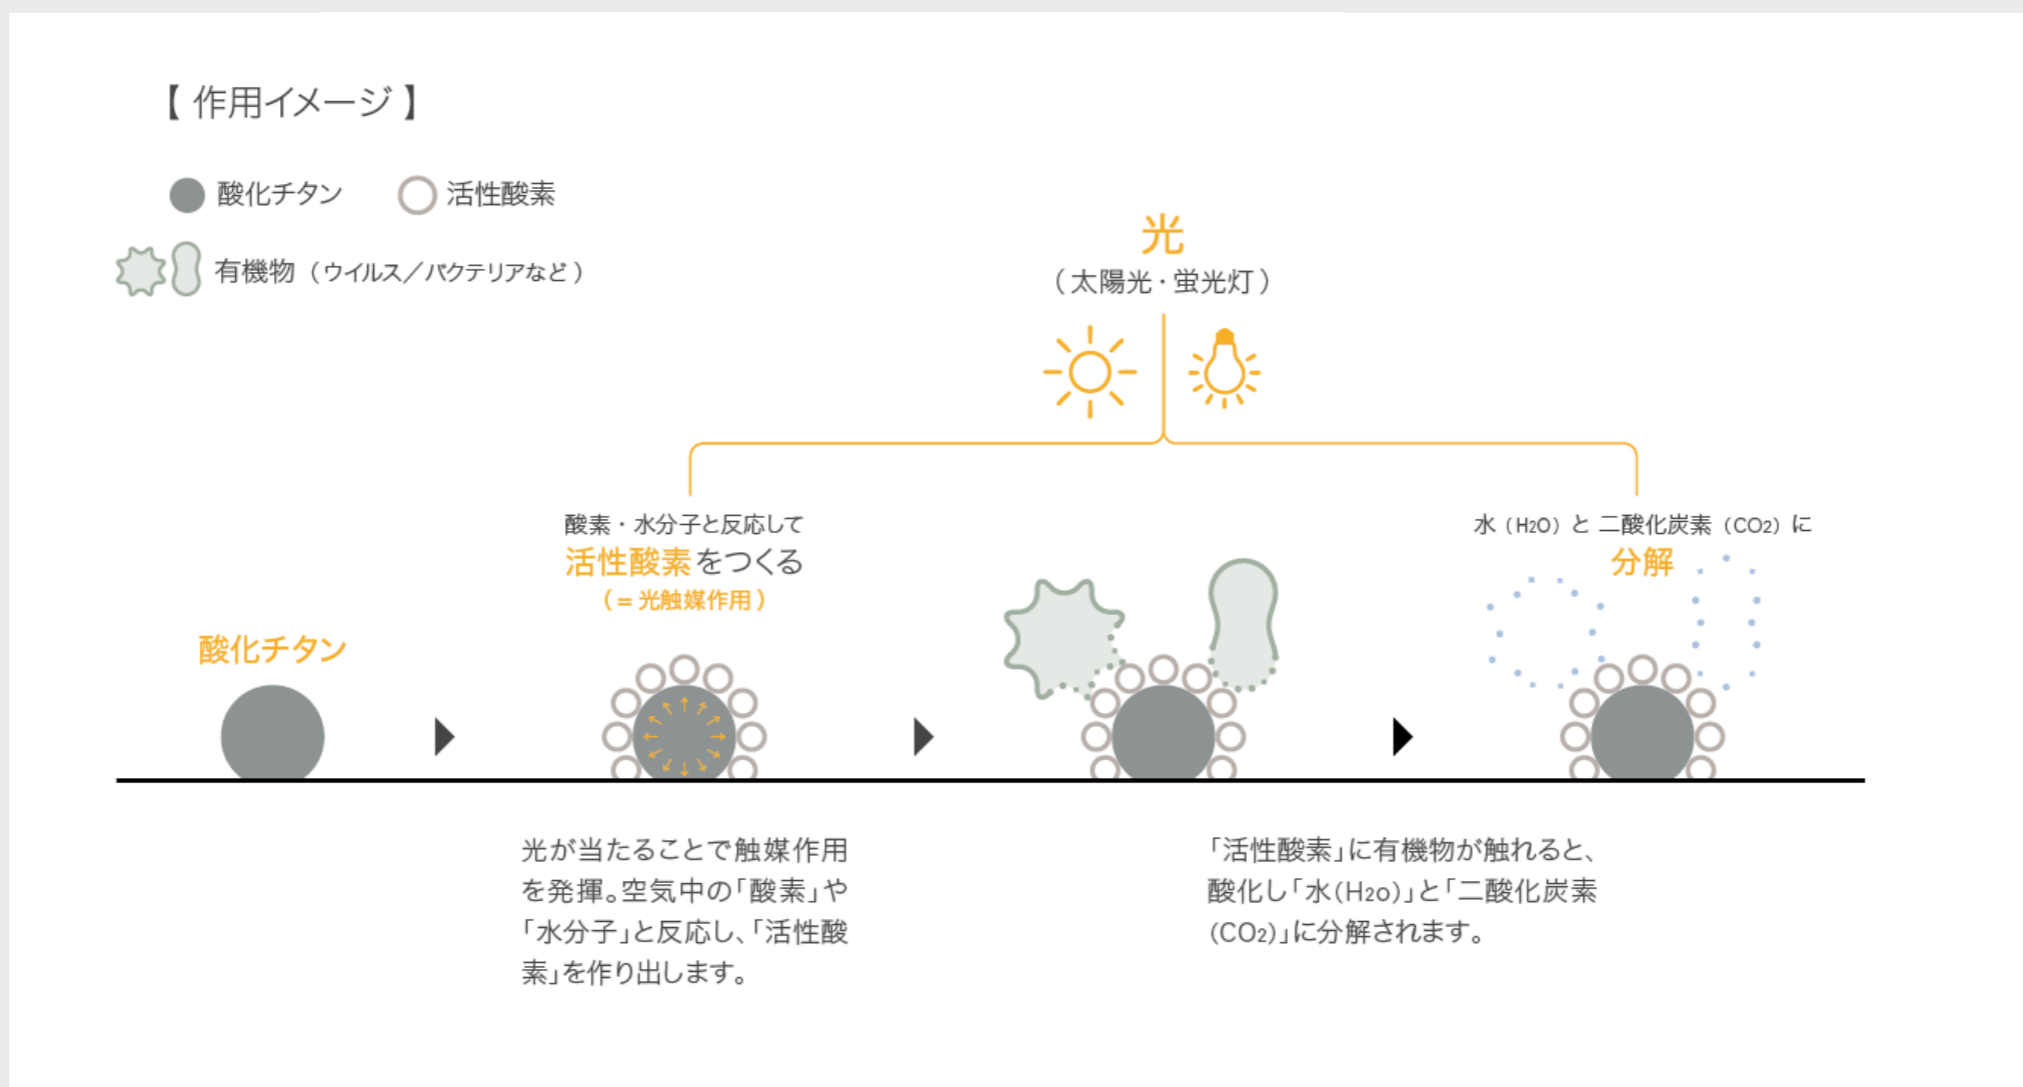 【 作用イメージ 】
酸化チタン
活性酸素
有機物（ウイルス／バクテリアなど）
光
（太陽光・蛍光灯）
酸素・水分子と反応して
活性酸素をつくる
（＝光触媒作用）
水（H2O）と 二酸化炭素（CO2）に
分解
酸化チタン
光が当たることで触媒作用
を発揮。空気中の「酸素」や
「水分子」と反応し、「活性酸
素」を作り出します。
「活性酸素」に有機物が触れると、
酸化し「水（H2o）」と「二酸化炭素
（CO2）」に分解されます。